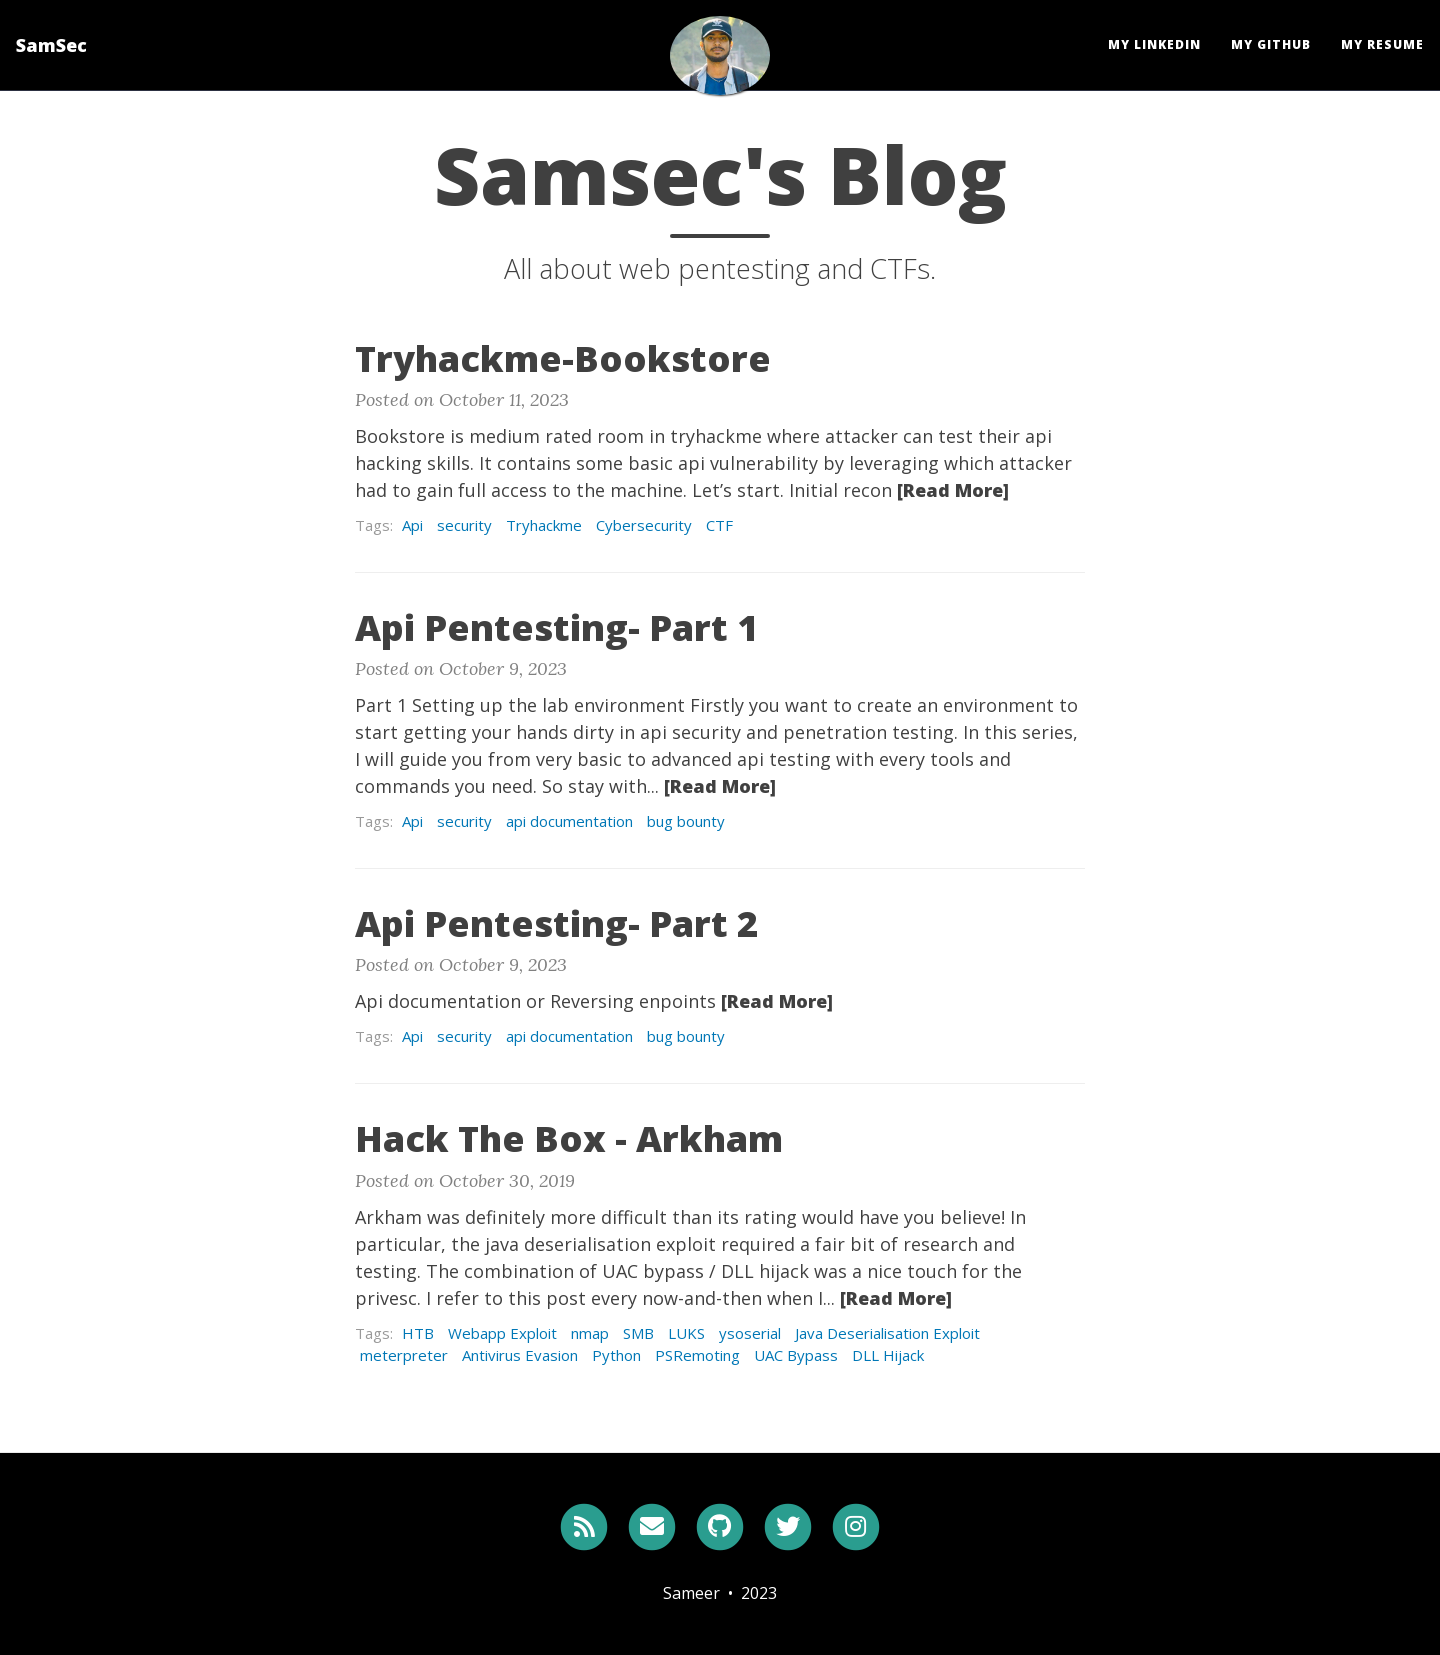 SamSec
MY LINKEDIN MY GITHUB MY RESUME
Samsec's Blog
All about web pentesting and CTFs.
Tryhackme-Bookstore
Posted on October 11, 2023
Bookstore is medium rated room in tryhackme where attacker can test their api
hacking skills. It contains some basic api vulnerability by leveraging which attacker
had to gain full access to the machine. Let’s start. Initial recon [Read More]
Tags: Api security Tryhackme Cybersecurity CTF
Api Pentesting- Part 1
Posted on October 9, 2023
Part 1 Setting up the lab environment Firstly you want to create an environment to
start getting your hands dirty in api security and penetration testing. In this series,
I will guide you from very basic to advanced api testing with every tools and
commands you need. So stay with... [Read More]
Tags: Api security api documentation bug bounty
Api Pentesting- Part 2
Posted on October 9, 2023
Api documentation or Reversing enpoints [Read More]
Tags: Api security api documentation bug bounty
Hack The Box - Arkham
Posted on October 30, 2019
Arkham was definitely more difficult than its rating would have you believe! In
particular, the java deserialisation exploit required a fair bit of research and
testing. The combination of UAC bypass / DLL hijack was a nice touch for the
privesc. I refer to this post every now-and-then when I... [Read More]
Tags: HTB Webapp Exploit nmap SMB LUKS ysoserial Java Deserialisation Exploit
meterpreter Antivirus Evasion Python PSRemoting UAC Bypass DLL Hijack
Sameer • 2023